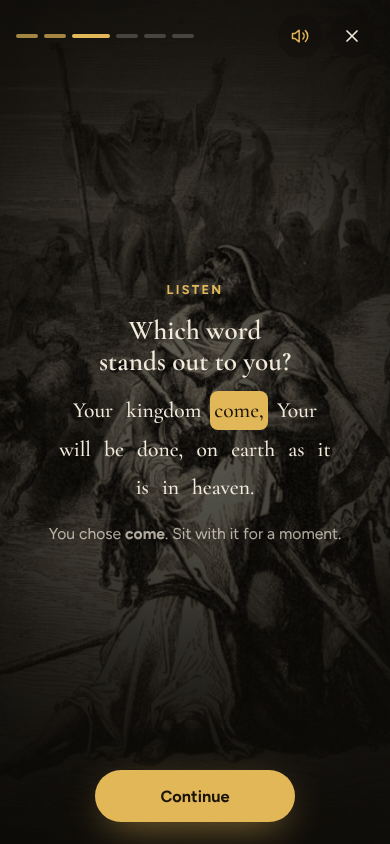 LISTEN
Which word
stands out to you?
Your kingdom come, Your
will be done, on earth as it
is in heaven.
You chose come. Sit with it for a moment.
Continue